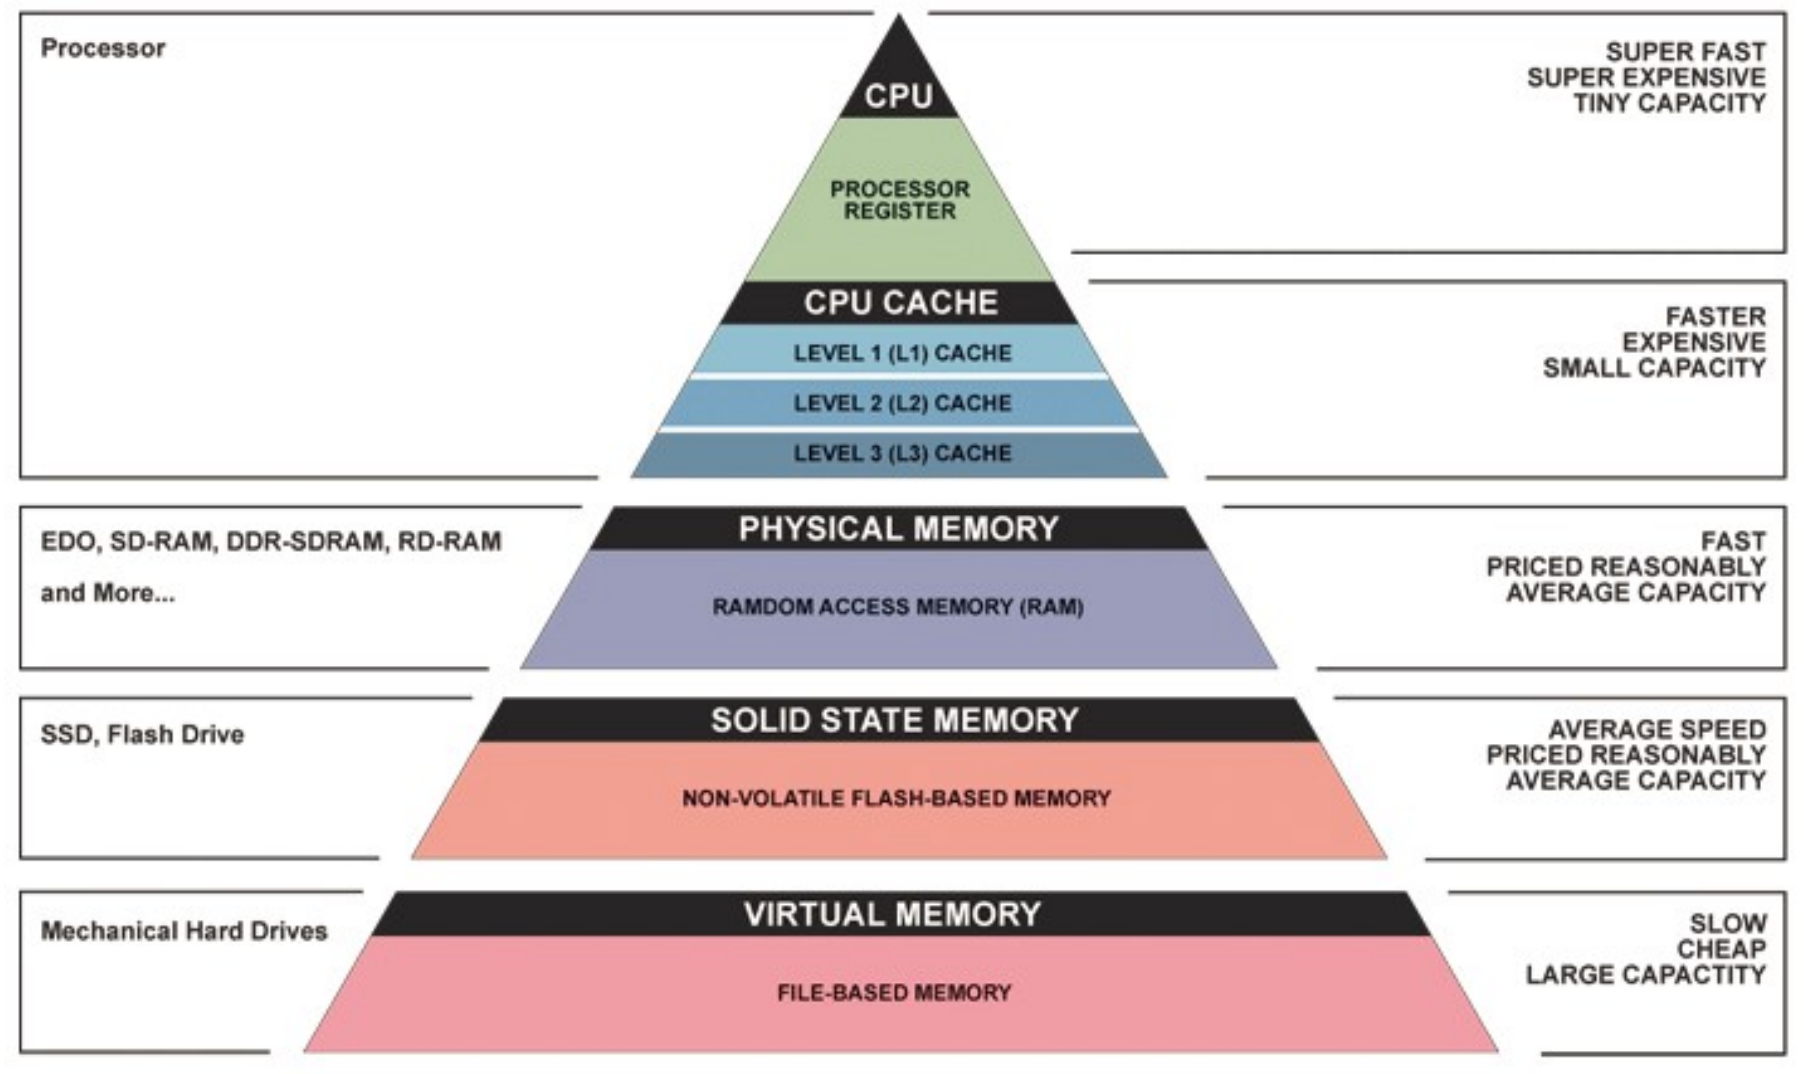 Processor
CPU
SUPER FAST
SUPER EXPENSIVE
TINY CAPACITY
PROCESSOR
REGISTER
CPU CACHE
LEVEL 1 (L1) CACHE
LEVEL 2 (L2) CACHE
LEVEL 3 (L3) CACHE
FASTER
EXPENSIVE
SMALL CAPACITY
EDO, SD-RAM, DDR-SDRAM, RD-RAM
and More...
PHYSICAL MEMORY
RAMDOM ACCESS MEMORY (RAM)
FAST
PRICED REASONABLY
AVERAGE CAPACITY
SSD, Flash Drive
SOLID STATE MEMORY
NON-VOLATILE FLASH-BASED MEMORY
AVERAGE SPEED
PRICED REASONABLY
AVERAGE CAPACITY
Mechanical Hard Drives
VIRTUAL MEMORY
FILE-BASED MEMORY
SLOW
CHEAP
LARGE CAPACTITY